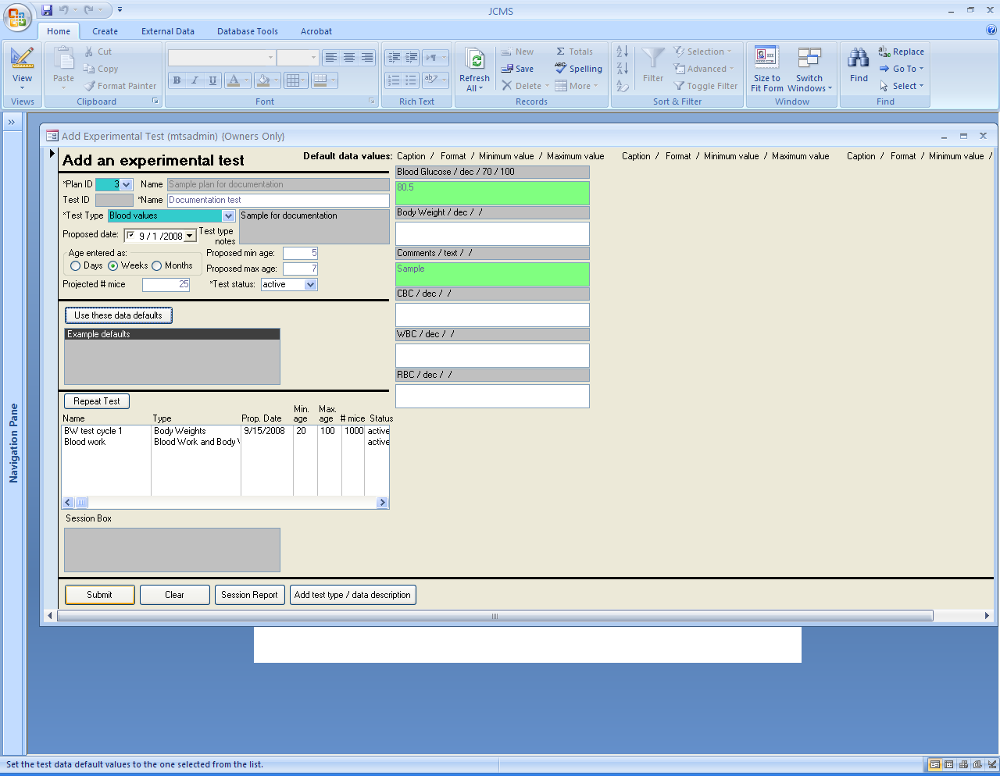 JCMS
Home Create External Data Database Tools Acrobat
View
Views
Paste
Cut
Copy
Format Painter
Clipboard
B I U A
Font
Rich Text
Refresh
All
New
Save
Delete
Σ Totals
ABC Spelling
More
Records
Filter
Selection
Advanced
Toggle Filter
Sort & Filter
Size to
Fit Form
Switch
Windows
Window
Find
Replace
Go To
Select
Find
»
Navigation Pane
Add Experimental Test (mtsadmin) {Owners Only}
Add an experimental test
Default data values: Caption / Format / Minimum value / Maximum value Caption / Format / Minimum value / Maximum value Caption / Format / Minimum value /
*Plan ID 3 Name Sample plan for documentation
Test ID *Name Documentation test
*Test Type Blood values
Sample for documentation
Proposed date: 9 / 1 /2008
Test type
notes
Age entered as:
Days Weeks Months
Proposed min age: 5
Proposed max age: 7
Projected # mice 25
*Test status: active
Blood Glucose / dec / 70 / 100
80.5
Body Weight / dec / /
Comments / text / /
Sample
CBC / dec / /
WBC / dec / /
RBC / dec / /
Use these data defaults
Example defaults
Repeat Test
Name Type Prop. Date Min. age Max. age # mice Status
BW test cycle 1 Body Weights 9/15/2008 20 100 1000 active
Blood work Blood Work and Body active
Session Box
Submit Clear Session Report Add test type / data description
Set the test data default values to the one selected from the list.